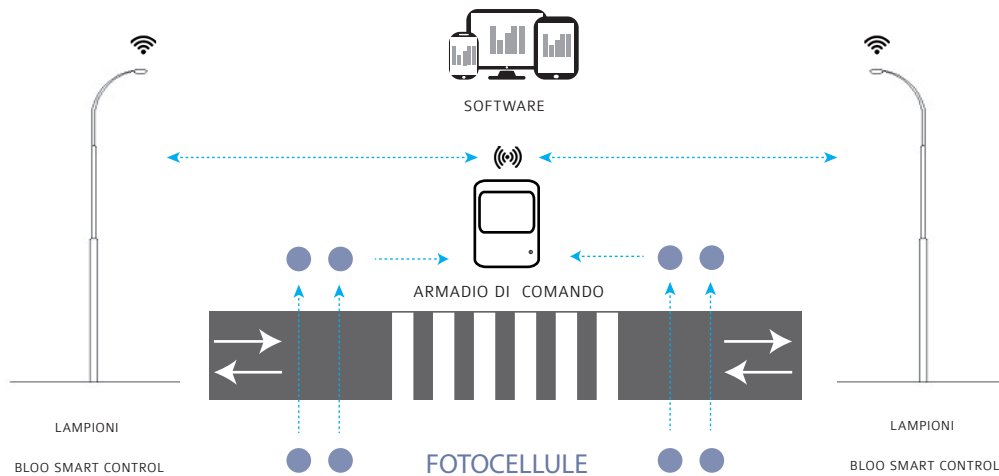 SOFTWARE
ARMADIO DI COMANDO
LAMPIONI
BLOO SMART CONTROL
FOTOCELLULE
LAMPIONI
BLOO SMART CONTROL